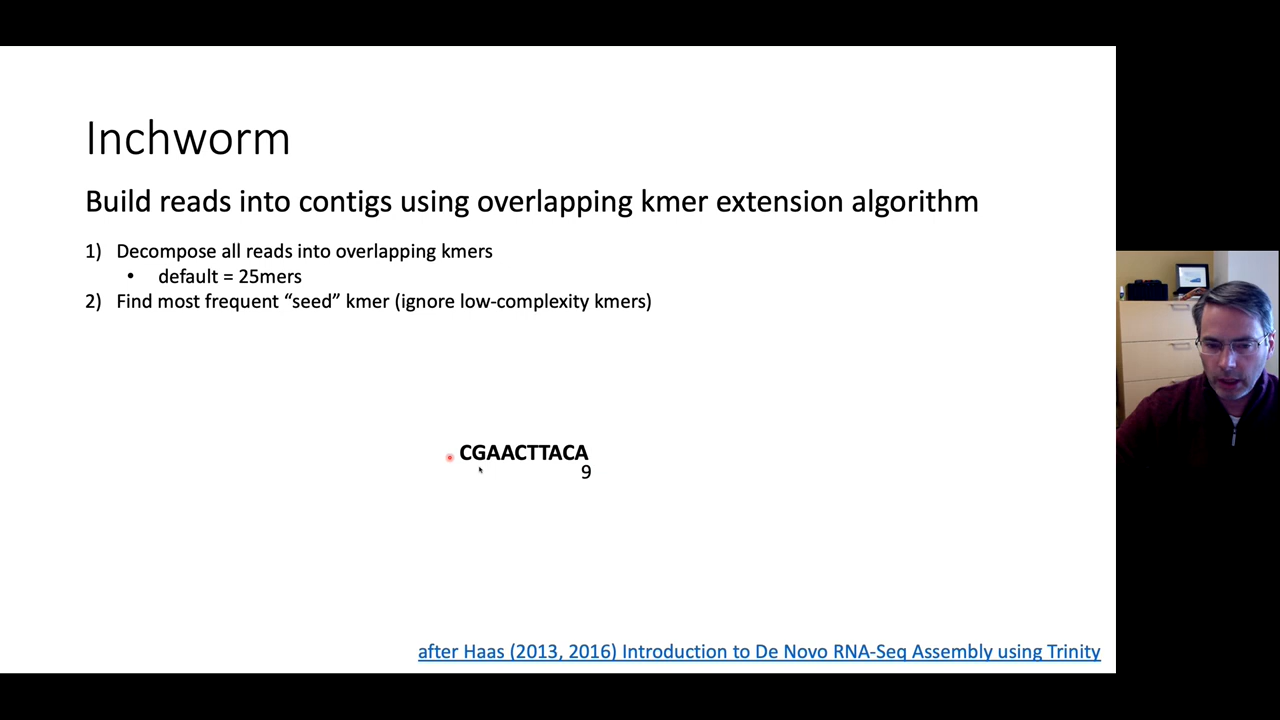 Inchworm
Build reads into contigs using overlapping kmer extension algorithm
1) Decompose all reads into overlapping kmers
• default = 25mers
2) Find most frequent “seed” kmer (ignore low-complexity kmers)
CGAACTTACA
9
after Haas (2013, 2016) Introduction to De Novo RNA-Seq Assembly using Trinity